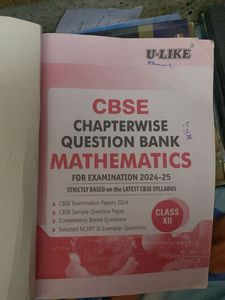 U-LIKE®
CBSE
CHAPTERWISE
QUESTION BANK
MATHEMATICS
FOR EXAMINATION 2024-25
STRICTLY BASED on the LATEST CBSE SYLLABUS
CBSE Examination Papers 2024
CBSE Sample Question Paper
Competency Based Questions
Selected NCERT & Exemplar Questions
CLASS
XII